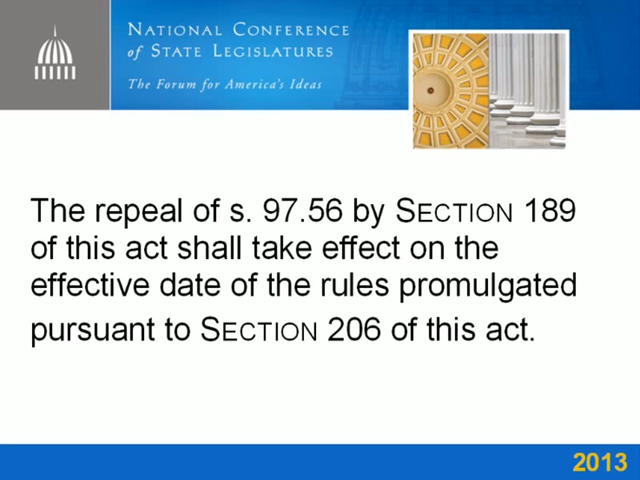 NATIONAL CONFERENCE
of STATE LEGISLATURES
The Forum for America's Ideas
The repeal of s. 97.56 by SECTION 189
of this act shall take effect on the
effective date of the rules promulgated
pursuant to SECTION 206 of this act.
2013